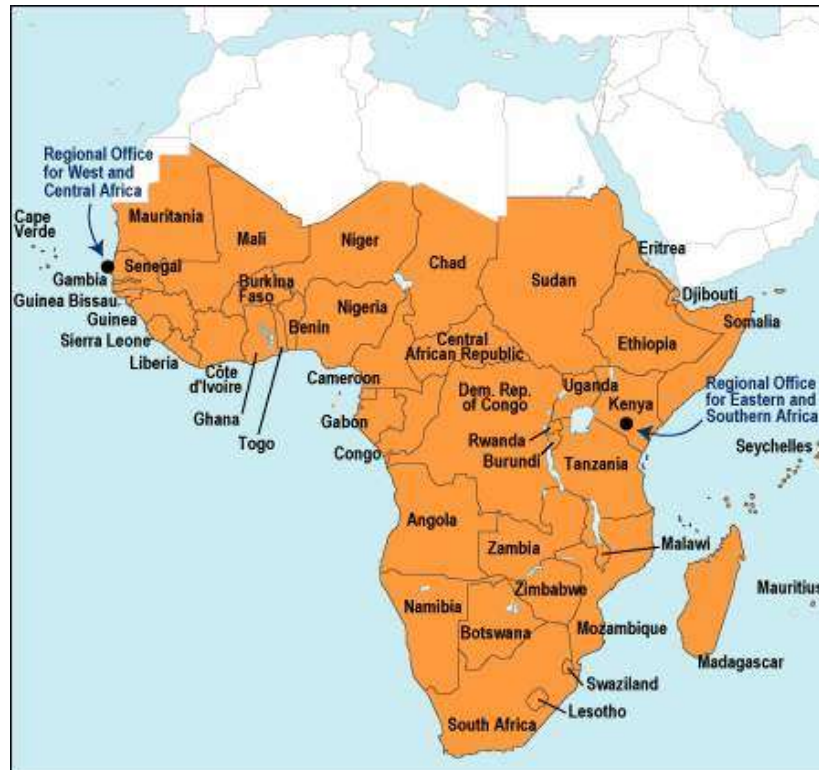 Regional Office
for West and
Central Africa
Cape
Verde
Mauritania
Mali
Niger
Chad
Sudan
Eritrea
Gambia
Senegal
Guinea Bissau
Burkina
Faso
Djibouti
Guinea
Nigeria
Somalia
Sierra Leone
Benin
Ethiopia
Liberia
Central
African Republic
Côte
d'Ivoire
Cameroon
Dem. Rep.
of Congo
Uganda
Kenya
Regional Office
for Eastern and
Southern Africa
Ghana
Gabon
Togo
Rwanda
Congo
Burundi
Tanzania
Seychelles
Angola
Zambia
Malawi
Zimbabwe
Mauritius
Namibia
Botswana
Mozambique
Madagascar
Swaziland
Lesotho
South Africa